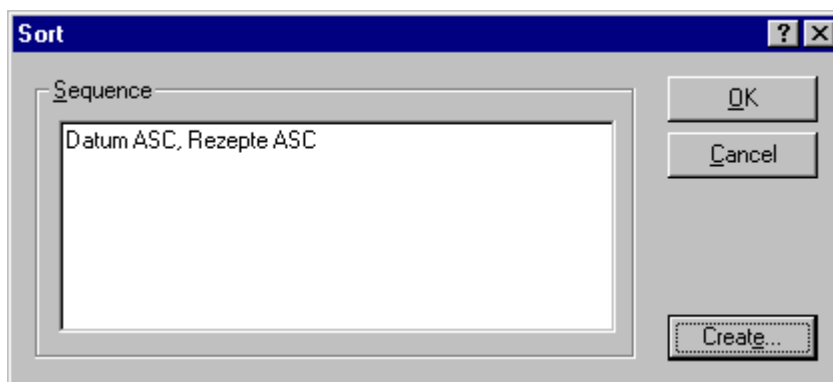 Sort
Sequence
Datum ASC, Rezepte ASC
OK
Cancel
Create...